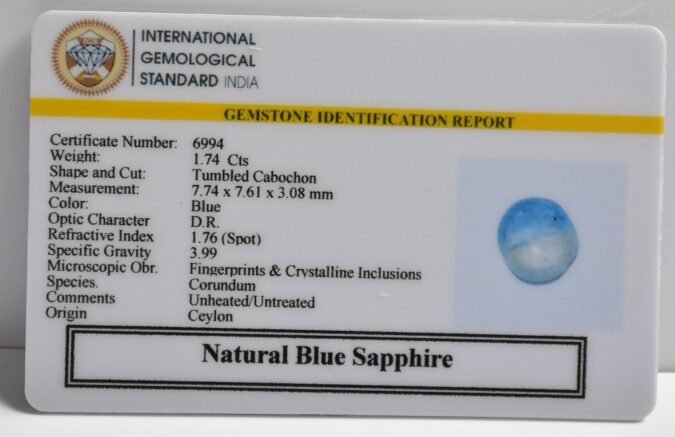 INTERNATIONAL
GEMOLOGICAL
STANDARD INDIA
GEMSTONE IDENTIFICATION REPORT
Certificate Number: 6994
Weight: 1.74 Cts
Shape and Cut: Tumbled Cabochon
Measurement: 7.74 x 7.61 x 3.08 mm
Color: Blue
Optic Character D.R.
Refractive Index 1.76 (Spot)
Specific Gravity 3.99
Microscopic Obr. Fingerprints & Crystalline Inclusions
Species. Corundum
Comments Unheated/Untreated
Origin Ceylon
Natural Blue Sapphire